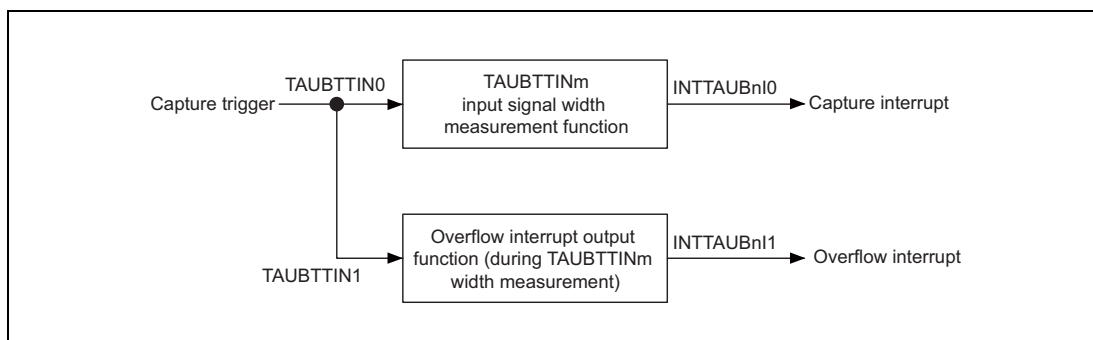 TAUBTTIN0
Capture trigger
TAUBTTINm
input signal width
measurement function
INTTAUBnI0
Capture interrupt
TAUBTTIN1
Overflow interrupt output
function (during TAUBTTINm
width measurement)
INTTAUBnI1
Overflow interrupt